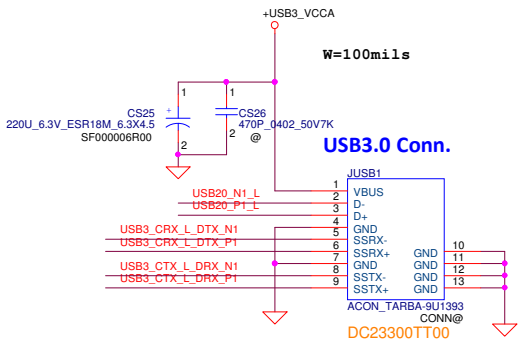 +USB3_VCCA
W=100mils
1
1
CS25
CS26
220U_6.3V_ESR18M_6.3X4.5
470P_0402_50V7K
SF000006R00
+
2
2
@
USB3.0 Conn.
JUSB1
1 VBUS
USB20_N1_L 2 D-
USB20_P1_L 3 D+
4 GND
USB3_CRX_L_DTX_N1 5 SSRX-
USB3_CRX_L_DTX_P1 6 SSRX+ GND 10
7 GND GND 11
USB3_CTX_L_DRX_N1 8 SSTX- GND 12
USB3_CTX_L_DRX_P1 9 SSTX+ GND 13
ACON_TARBA-9U1393
CONN@
DC23300TT00